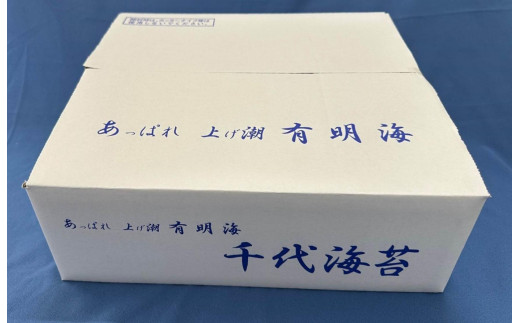 あっぱれ 上げ潮 有明海
あっぱれ 上げ潮 有明海
千代海苔